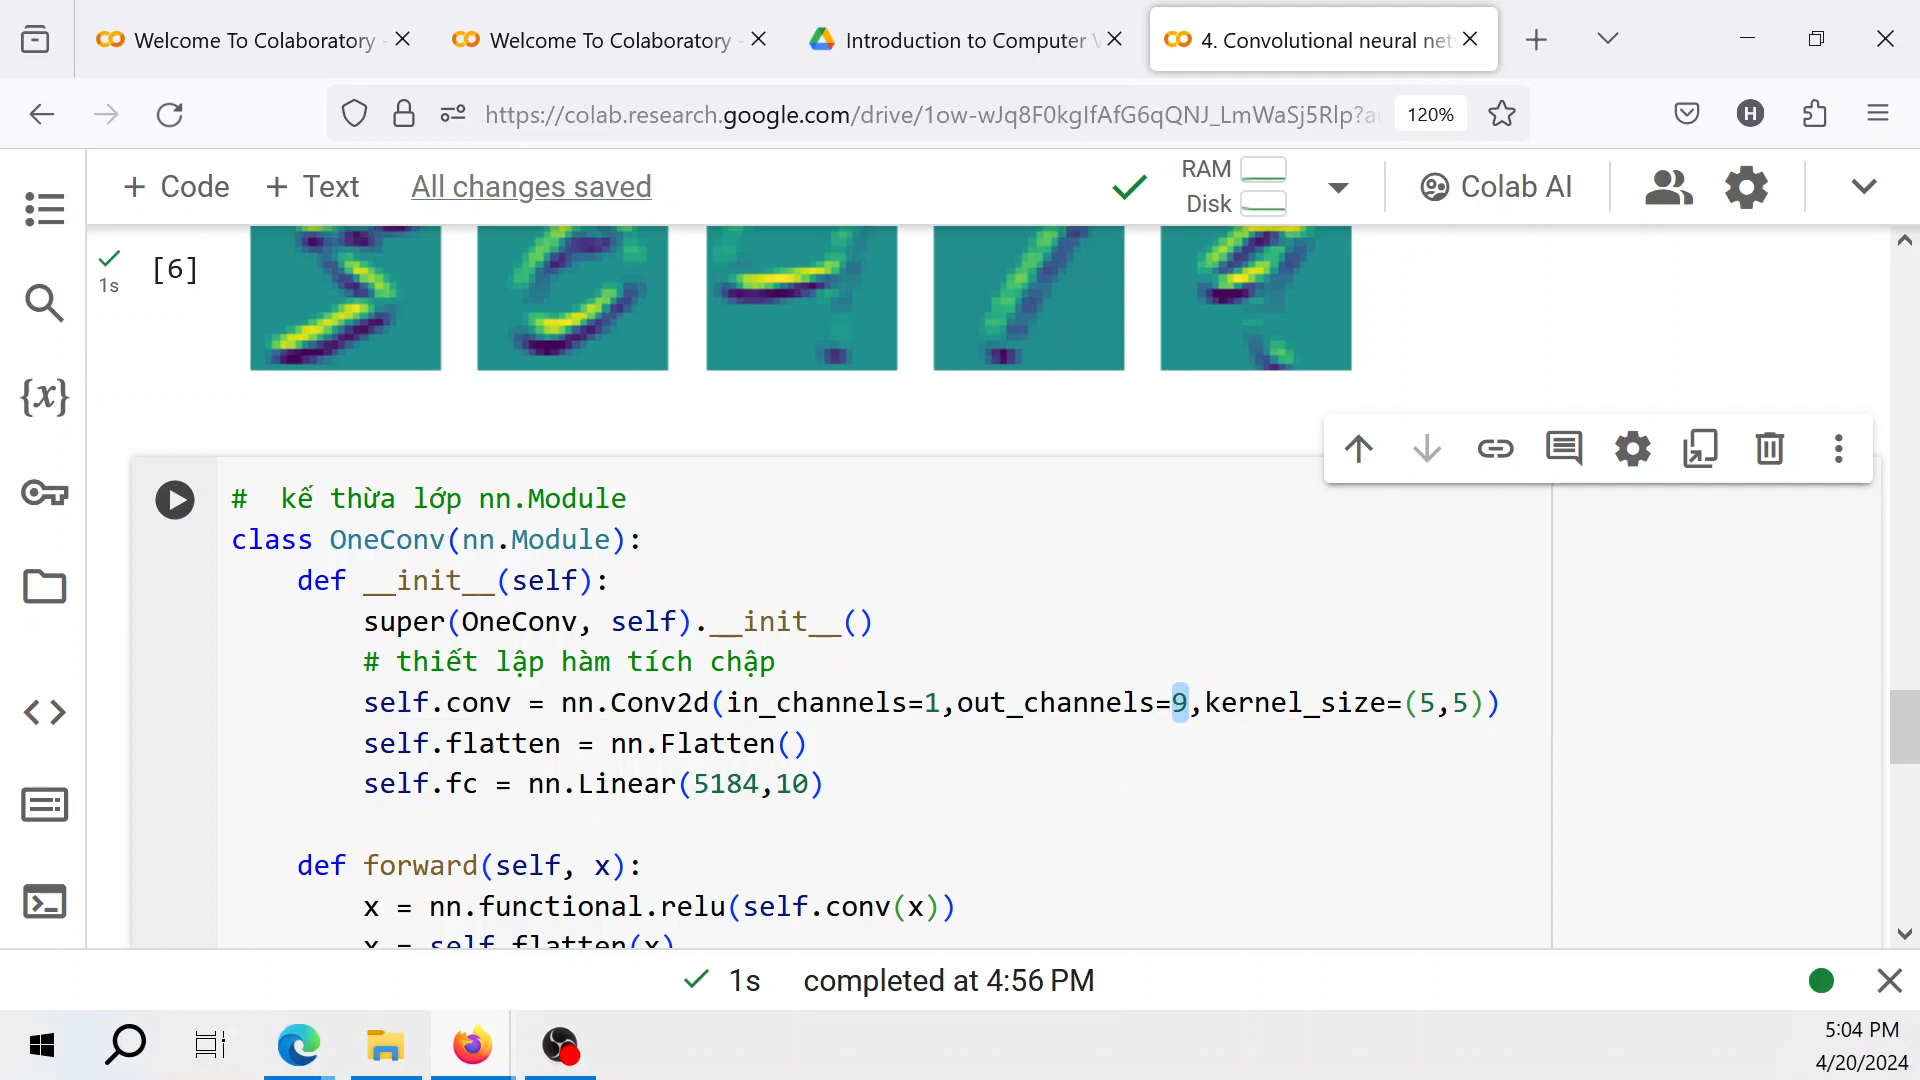 Welcome To Colaboratory -
Welcome To Colaboratory -
Introduction to Computer V
4. Convolutional neural net
https://colab.research.google.com/drive/1ow-wJq8F0kgIfAfG6qQNJ_LmWaSj5Rlp?au
120%
H
+ Code
+ Text
All changes saved
RAM
Disk
Colab AI
1s
[6]
{x}
# kế thừa lớp nn.Module
class OneConv(nn.Module):
def __init__(self):
super(OneConv, self).__init__()
# thiết lập hàm tích chập
self.conv = nn.Conv2d(in_channels=1,out_channels=9,kernel_size=(5,5))
self.flatten = nn.Flatten()
self.fc = nn.Linear(5184,10)
def forward(self, x):
x = nn.functional.relu(self.conv(x))
x = self.flatten(x)
1s completed at 4:56 PM
5:04 PM
4/20/2024